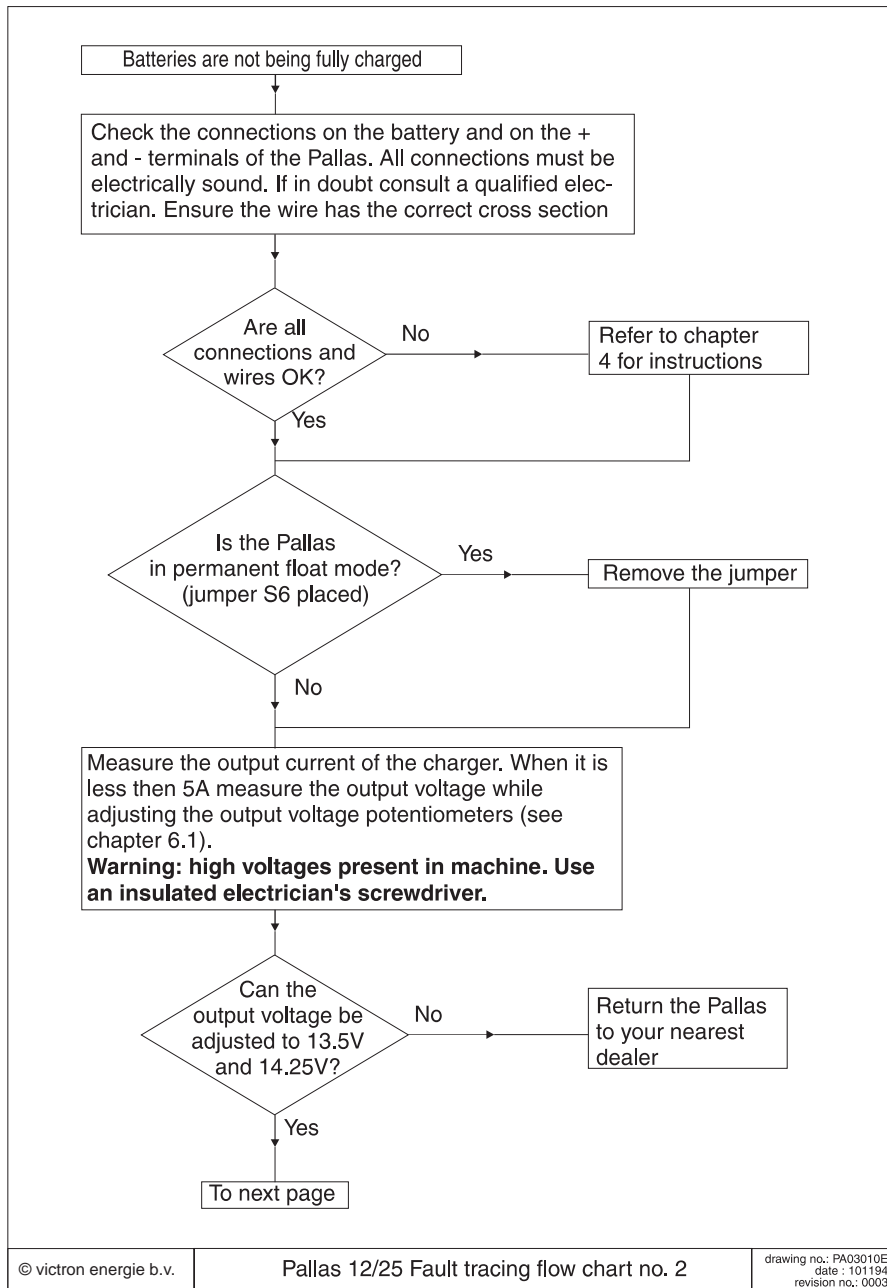 Batteries are not being fully charged
Check the connections on the battery and on the +
and - terminals of the Pallas. All connections must be
electrically sound. If in doubt consult a qualified elec-
trician. Ensure the wire has the correct cross section
Are all
connections and
wires OK?
No
Refer to chapter
4 for instructions
Yes
Is the Pallas
in permanent float mode?
(jumper S6 placed)
Yes
Remove the jumper
No
Measure the output current of the charger. When it is
less then 5A measure the output voltage while
adjusting the output voltage potentiometers (see
chapter 6.1).
Warning: high voltages present in machine. Use
an insulated electrician's screwdriver.
Can the
output voltage be
adjusted to 13.5V
and 14.25V?
No
Return the Pallas
to your nearest
dealer
Yes
To next page
© victron energie b.v.
Pallas 12/25 Fault tracing flow chart no. 2
drawing no.: PA03010E
date : 101194
revision no.: 0003